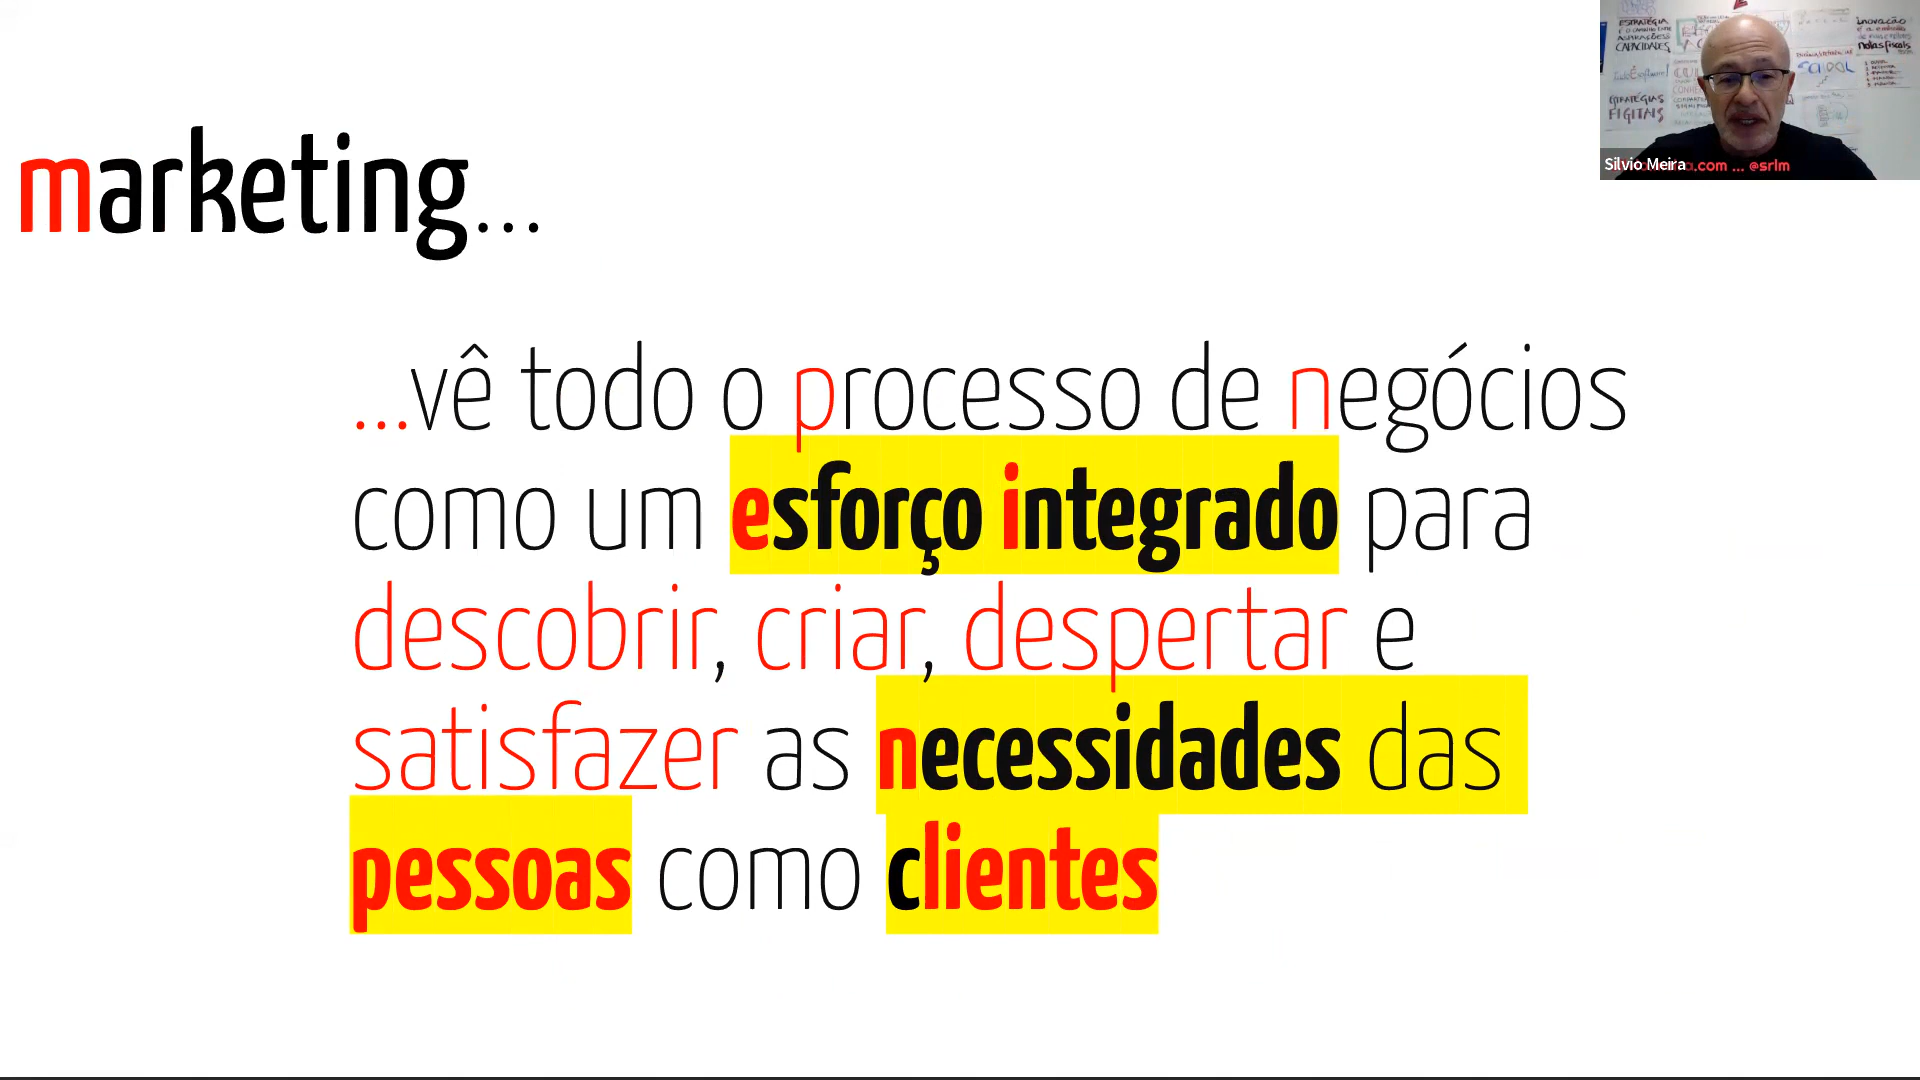 marketing...
...vê todo o processo de negócios
como um esforço integrado para
descobrir, criar, despertar e
satisfazer as necessidades das
pessoas como clientes
ESTRATÉGIA
CAPACIDADES
ESTRATÉGIAS
FIGITAIS
inovação
notas fiscais
SCHOOL
Silvio Meira
.com ... @srlm